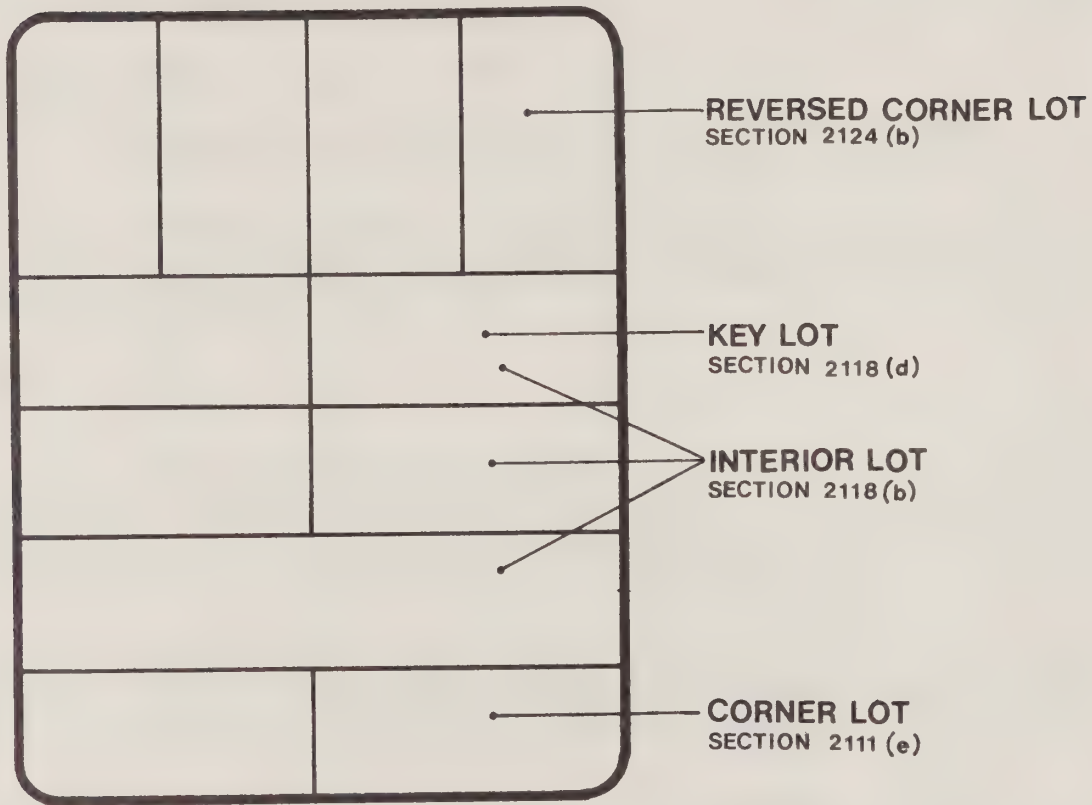 REVERSED CORNER LOT
SECTION 2124 (b)
KEY LOT
SECTION 2118 (d)
INTERIOR LOT
SECTION 2118 (b)
CORNER LOT
SECTION 2111 (e)